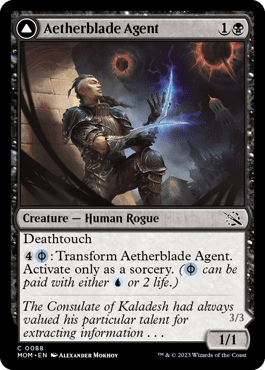 Aetherblade Agent 1
Creature — Human Rogue
Deathtouch
4 : Transform Aetherblade Agent.
Activate only as a sorcery. ( can be
paid with either or 2 life.)
The Consulate of Kaladesh had always
valued his particular talent for
extracting information . . .
3/3
1/1
C 0088
MOM • EN ALEXANDER MOKHOV
™ & © 2023 Wizards of the Coast